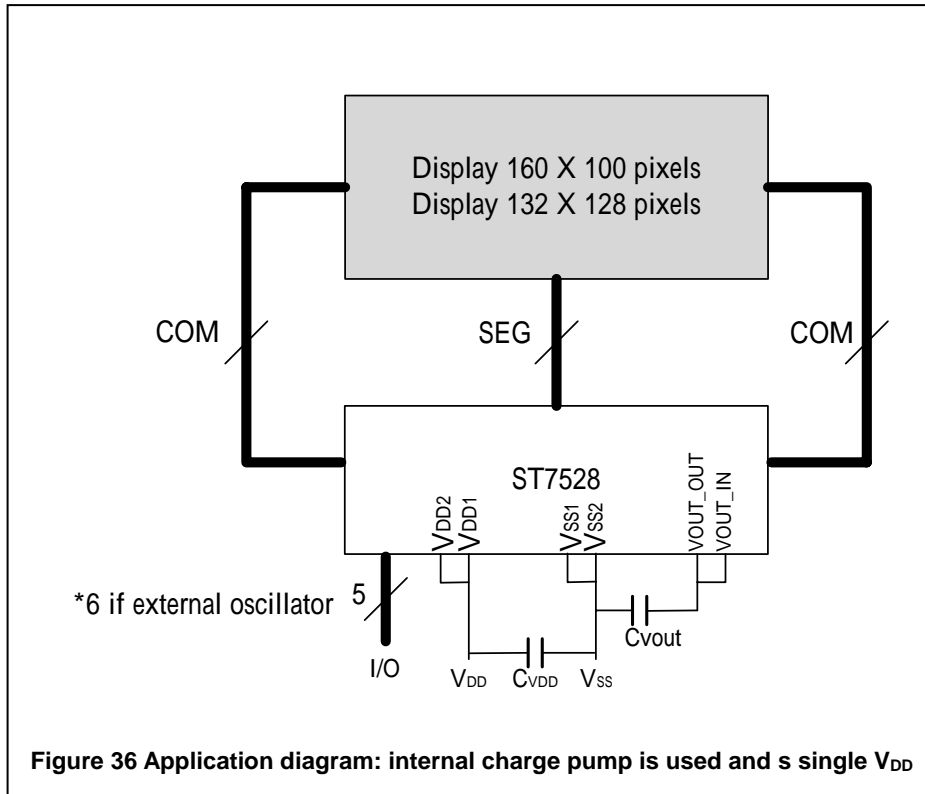 Display 160 X 100 pixels
Display 132 X 128 pixels
COM
SEG
COM
ST7528
VDD2
VDD1
VSS1
VSS2
VOUT_OUT
VOUT_IN
*6 if external oscillator
5
I/O
VDD
CVDD
VSS
Cvout
Figure 36 Application diagram: internal charge pump is used and s single VDD